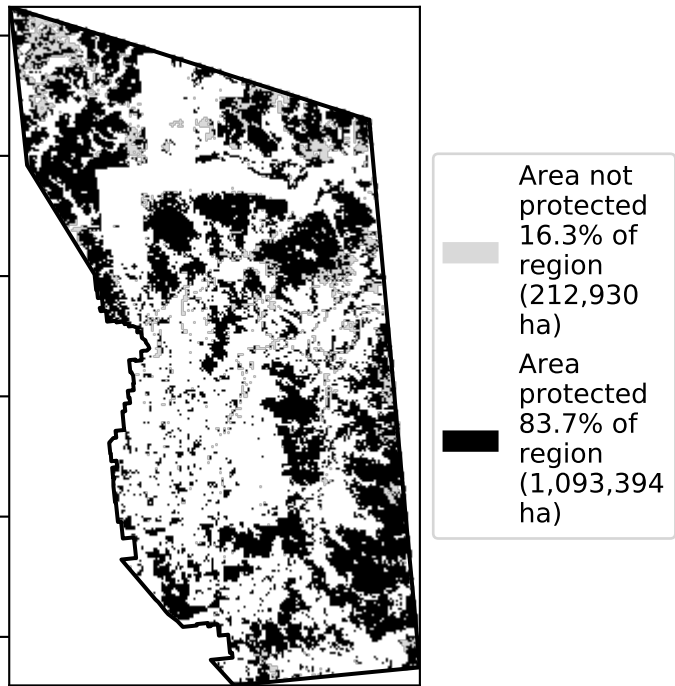 Area not
protected
16.3% of
region
(212,930
ha)
Area
protected
83.7% of
region
(1,093,394
ha)